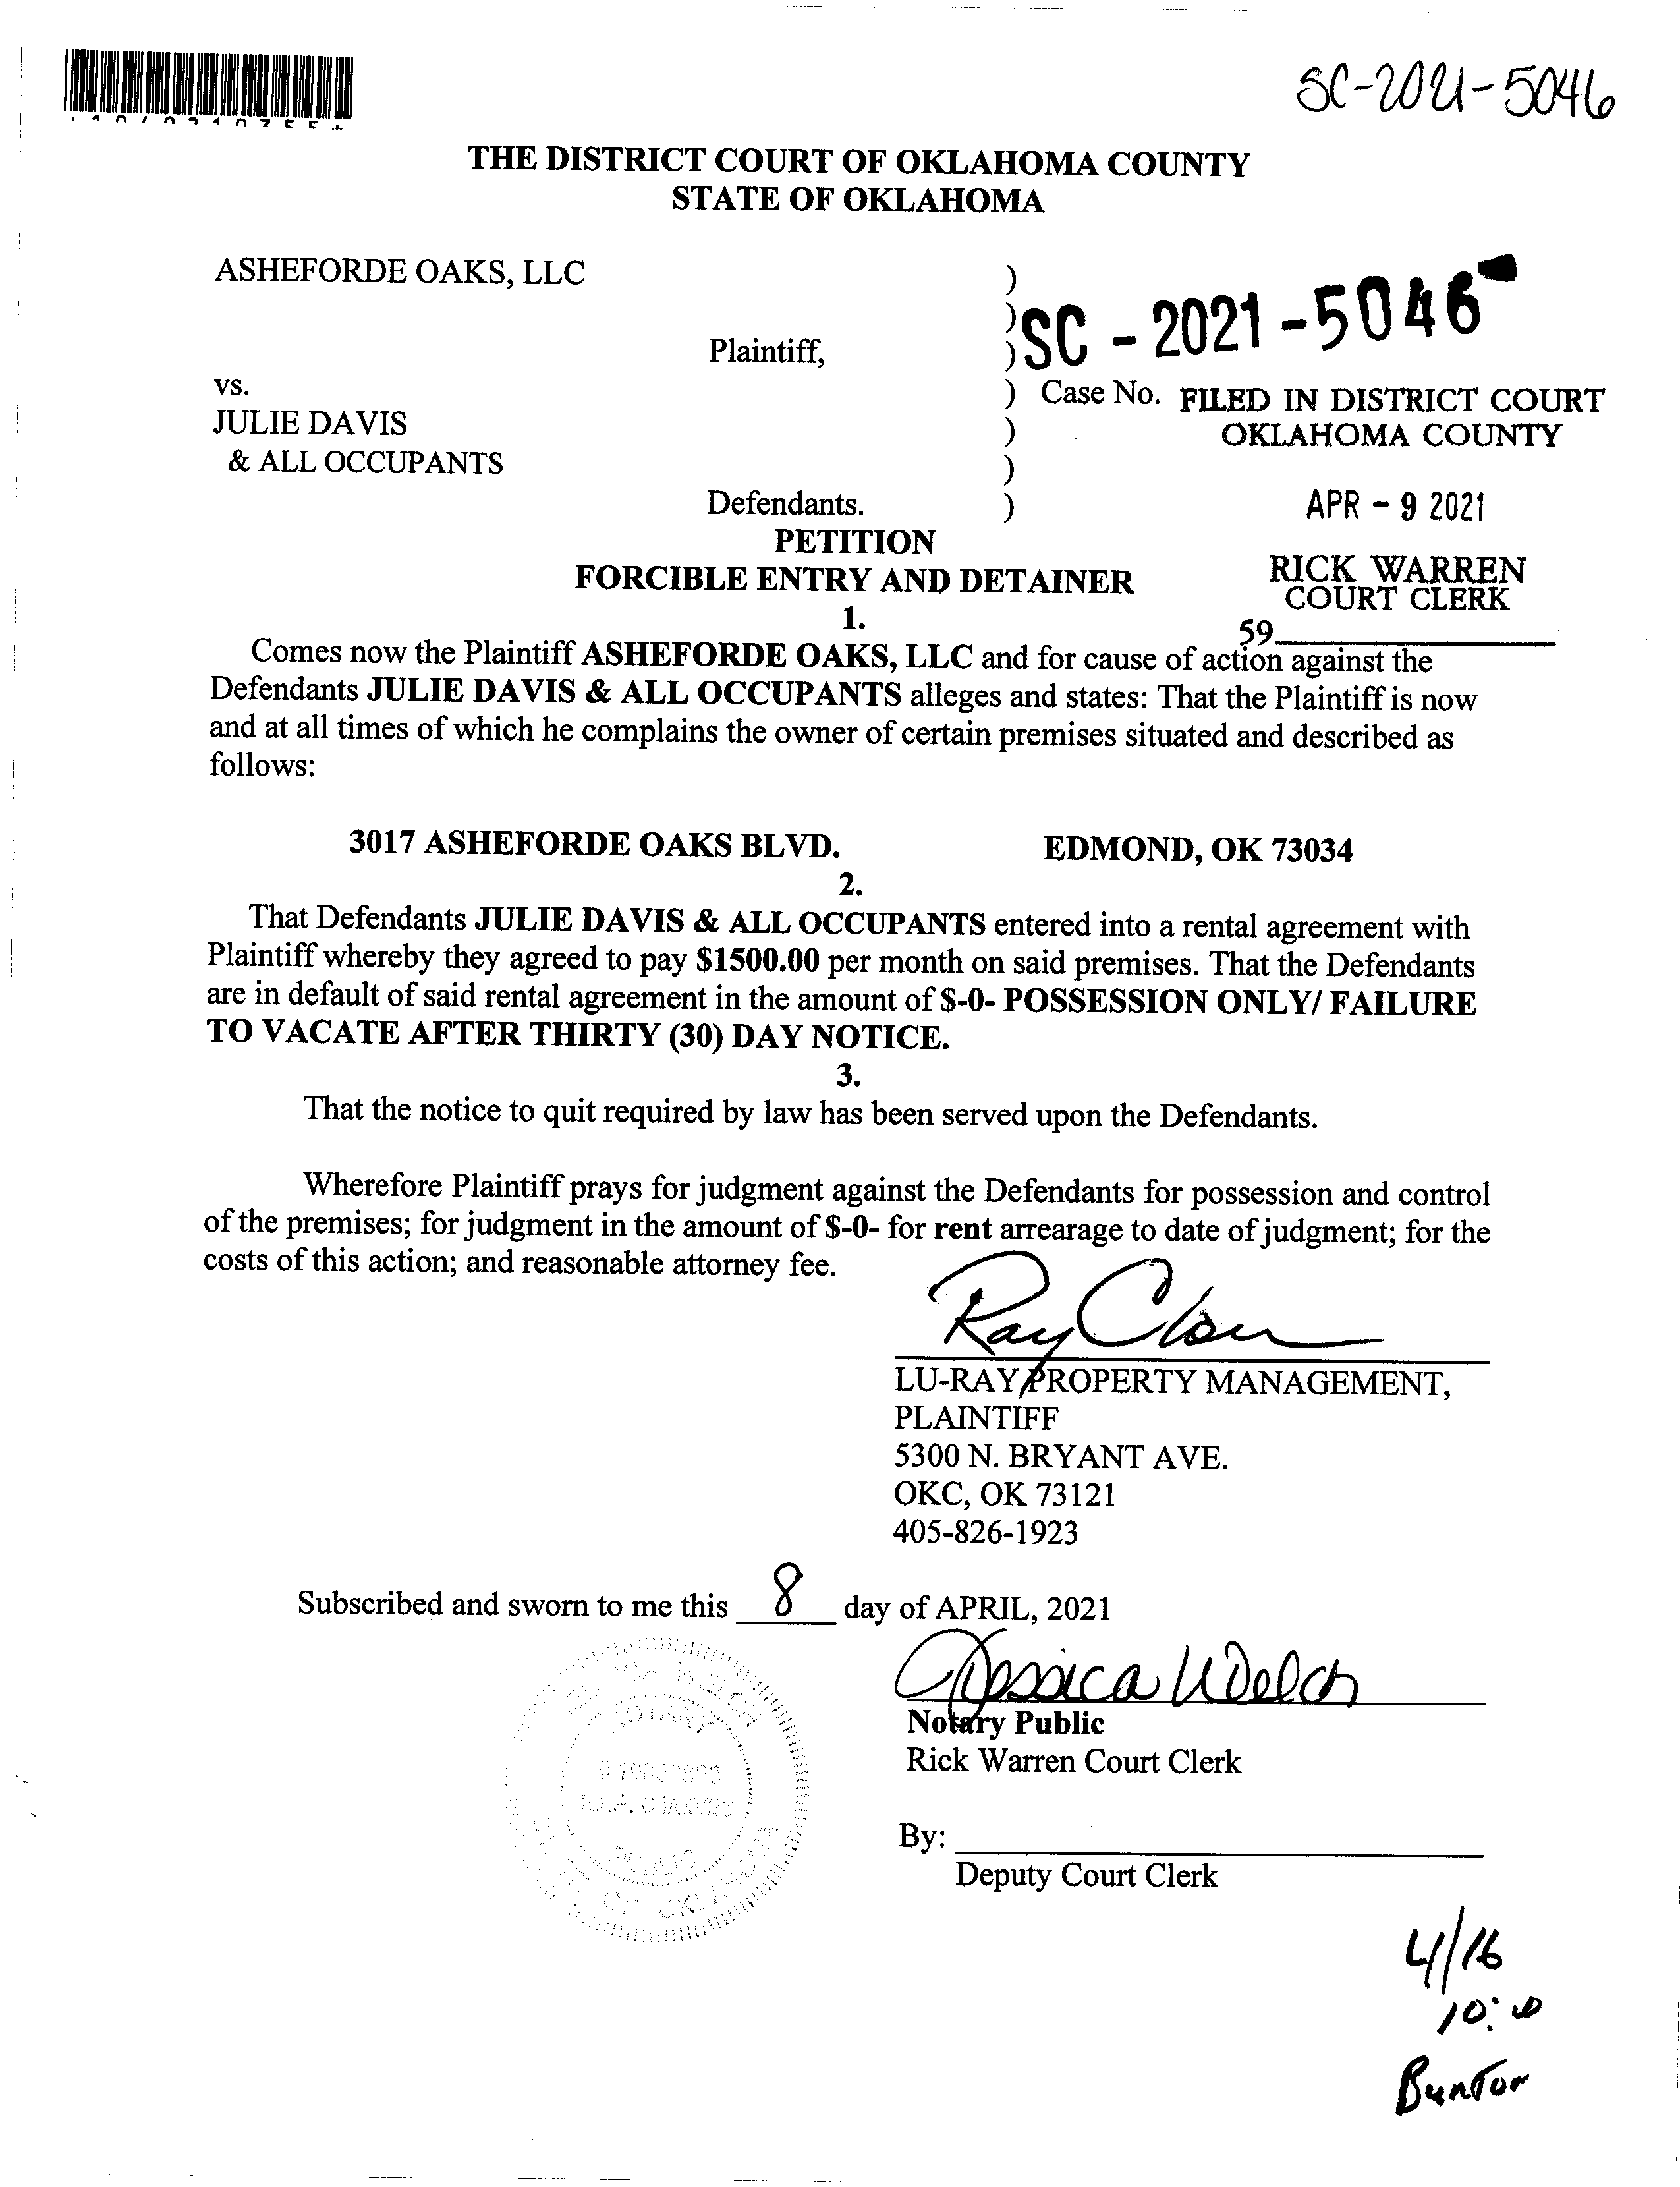 SC-2021-5046
THE DISTRICT COURT OF OKLAHOMA COUNTY
STATE OF OKLAHOMA
ASHEFORDE OAKS, LLC )
)
SC - 2021 - 5046
Plaintiff, )
vs. ) Case No. FILED IN DISTRICT COURT
JULIE DAVIS ) OKLAHOMA COUNTY
& ALL OCCUPANTS )
Defendants. ) APR - 9 2021
PETITION
FORCIBLE ENTRY AND DETAINER
RICK WARREN
COURT CLERK
1.
59
Comes now the Plaintiff ASHEFORDE OAKS, LLC and for cause of action against the
Defendants JULIE DAVIS & ALL OCCUPANTS alleges and states: That the Plaintiff is now
and at all times of which he complains the owner of certain premises situated and described as
follows:
3017 ASHEFORDE OAKS BLVD. EDMOND, OK 73034
2.
That Defendants JULIE DAVIS & ALL OCCUPANTS entered into a rental agreement with
Plaintiff whereby they agreed to pay $1500.00 per month on said premises. That the Defendants
are in default of said rental agreement in the amount of $-0- POSSESSION ONLY/ FAILURE
TO VACATE AFTER THIRTY (30) DAY NOTICE.
3.
That the notice to quit required by law has been served upon the Defendants.
Wherefore Plaintiff prays for judgment against the Defendants for possession and control
of the premises; for judgment in the amount of $-0- for rent arrearage to date of judgment; for the
costs of this action; and reasonable attorney fee.
Ray
LU-RAY PROPERTY MANAGEMENT,
PLAINTIFF
5300 N. BRYANT AVE.
OKC, OK 73121
405-826-1923
Subscribed and sworn to me this 8 day of APRIL, 2021
Jessica Welch
Notary Public
Rick Warren Court Clerk
WELCH
NOTARY
PUBLIC
OF OKLAHOMA
By:
Deputy Court Clerk
4/16
Buntor